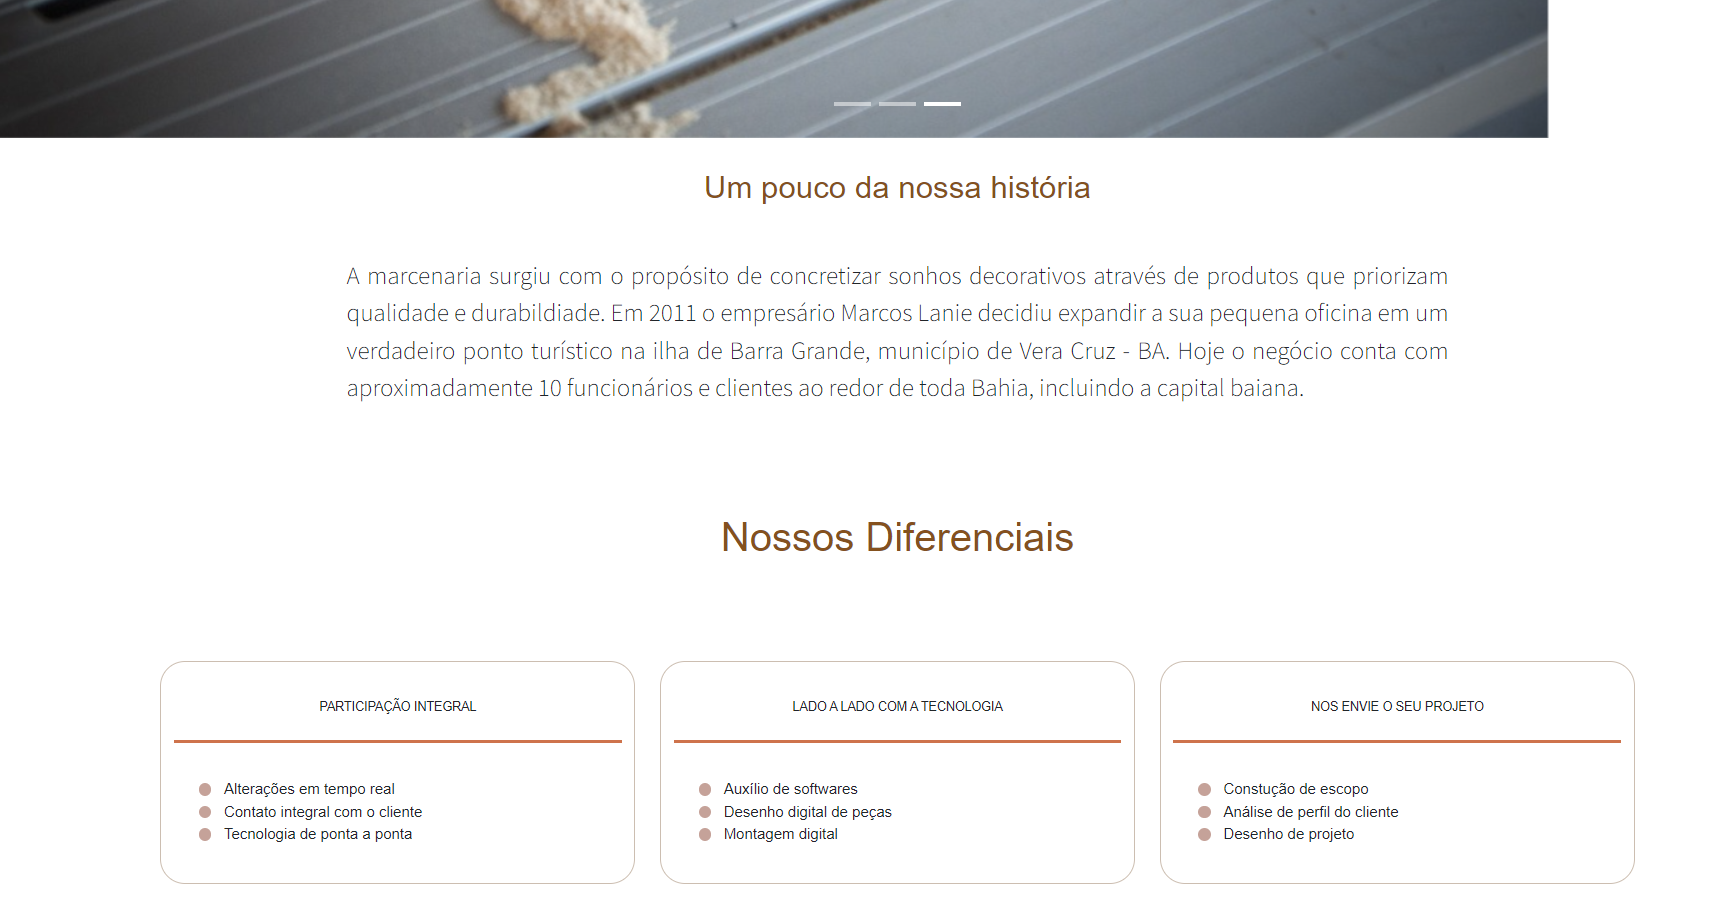 Um pouco da nossa história
A marcenaria surgiu com o propósito de concretizar sonhos decorativos através de produtos que priorizam
qualidade e durabildiade. Em 2011 o empresário Marcos Lanie decidiu expandir a sua pequena oficina em um
verdadeiro ponto turístico na ilha de Barra Grande, município de Vera Cruz - BA. Hoje o negócio conta com
aproximadamente 10 funcionários e clientes ao redor de toda Bahia, incluindo a capital baiana.
Nossos Diferenciais
PARTICIPAÇÃO INTEGRAL
Alterações em tempo real
Contato integral com o cliente
Tecnologia de ponta a ponta
LADO A LADO COM A TECNOLOGIA
Auxílio de softwares
Desenho digital de peças
Montagem digital
NOS ENVIE O SEU PROJETO
Constução de escopo
Análise de perfil do cliente
Desenho de projeto